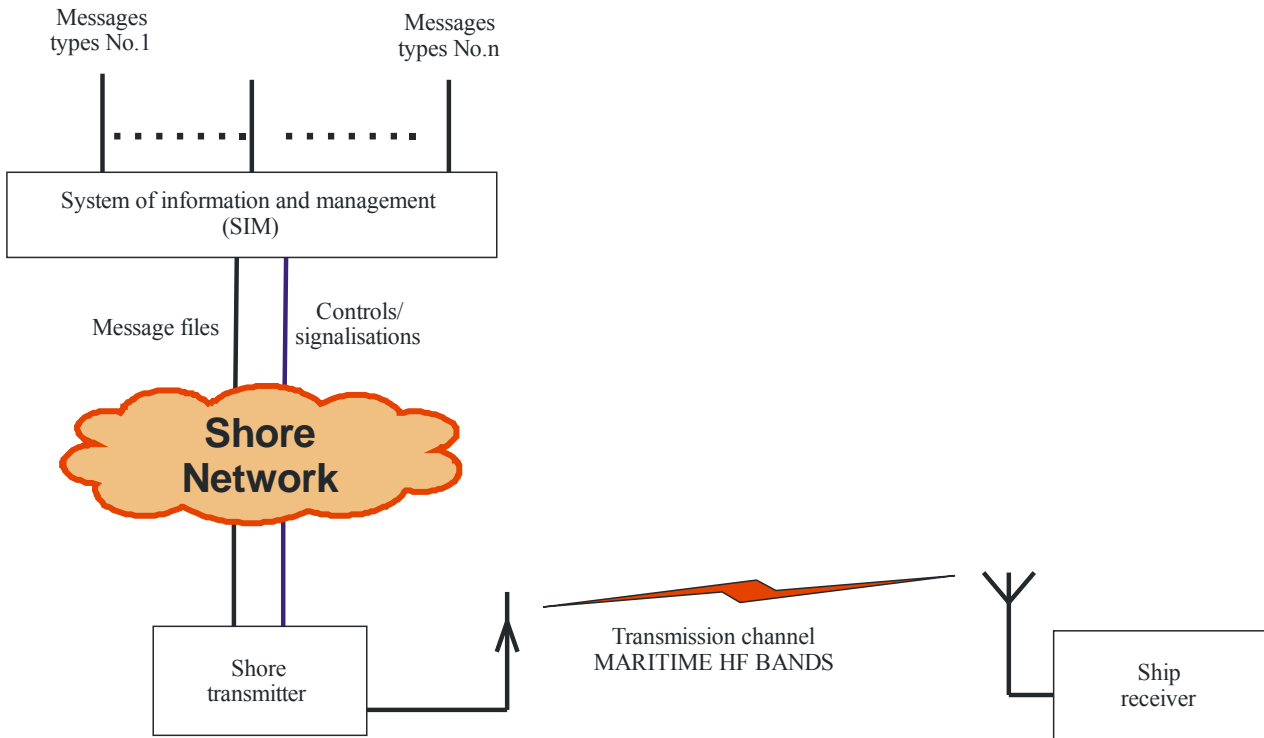 Messages
types No.1
Messages
types No.n
System of information and management
(SIM)
Message files
Controls/
signalisations
Shore
Network
Shore
transmitter
Transmission channel
MARITIME HF BANDS
Ship
receiver